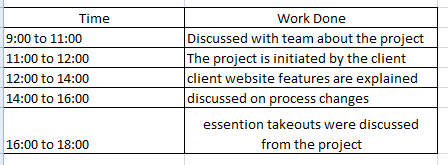 Time Work Done
9:00 to 11:00 Discussed with team about the project
11:00 to 12:00 The project is initiated by the client
12:00 to 14:00 client website features are explained
14:00 to 16:00 discussed on process changes
essention takeouts were discussed
16:00 to 18:00 from the project